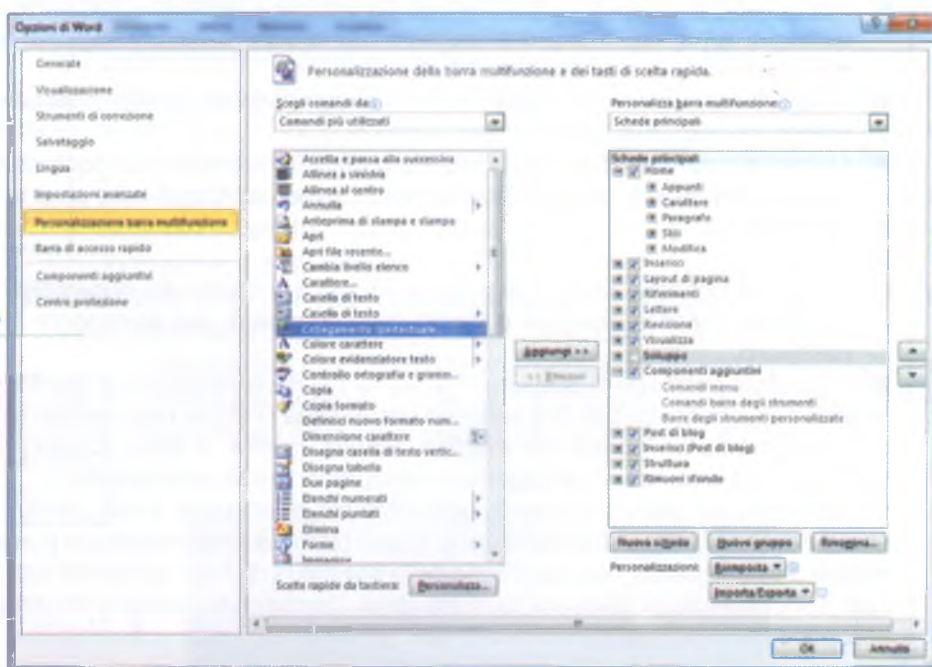 Opzioni di Word
Generale
Visualizzazione
Strumenti di correzione
Salvataggio
Lingua
Impostazioni avanzate
Personalizzazione barra multifunzione
Barra di accesso rapido
Componenti aggiuntivi
Centro protezione
Personalizzazione della barra multifunzione e dei tasti di scelta rapida.
Scegli comandi da:
Comandi più utilizzati
Accetta e passa alla successiva
Allinea a sinistra
Allinea al centro
Annulla
Anteprima di stampa e stampa
Apri
Apri file recente...
Cambia livello elenco
Carattere...
Casella di testo
Casella di testo
Collegamento ipertestuale...
Colore carattere
Colore evidenziatore testo
Controllo ortografia e gramm...
Copia
Copia formato
Definisci nuovo formato num...
Dimensione carattere
Disegna casella di testo vertic...
Disegna tabella
Due pagine
Elenchi numerati
Elenchi puntati
Elimina
Forme
Scelte rapide da tastiera: Personalizza...
Aggiungi >>
<< Rimuovi
Personalizza barra multifunzione:
Schede principali
Schede principali
Home
Appunti
Carattere
Paragrafo
Stili
Modifica
Inserisci
Layout di pagina
Riferimenti
Lettere
Revisione
Visualizza
Sviluppo
Componenti aggiuntivi
Comandi menu
Comandi barra degli strumenti
Barre degli strumenti personalizzate
Post di blog
Inserisci (Post di blog)
Struttura
Rimuovi sfondo
Nuova scheda Nuovo gruppo Rinomina...
Personalizzazioni: Reimposta
Importa/Esporta
OK Annulla